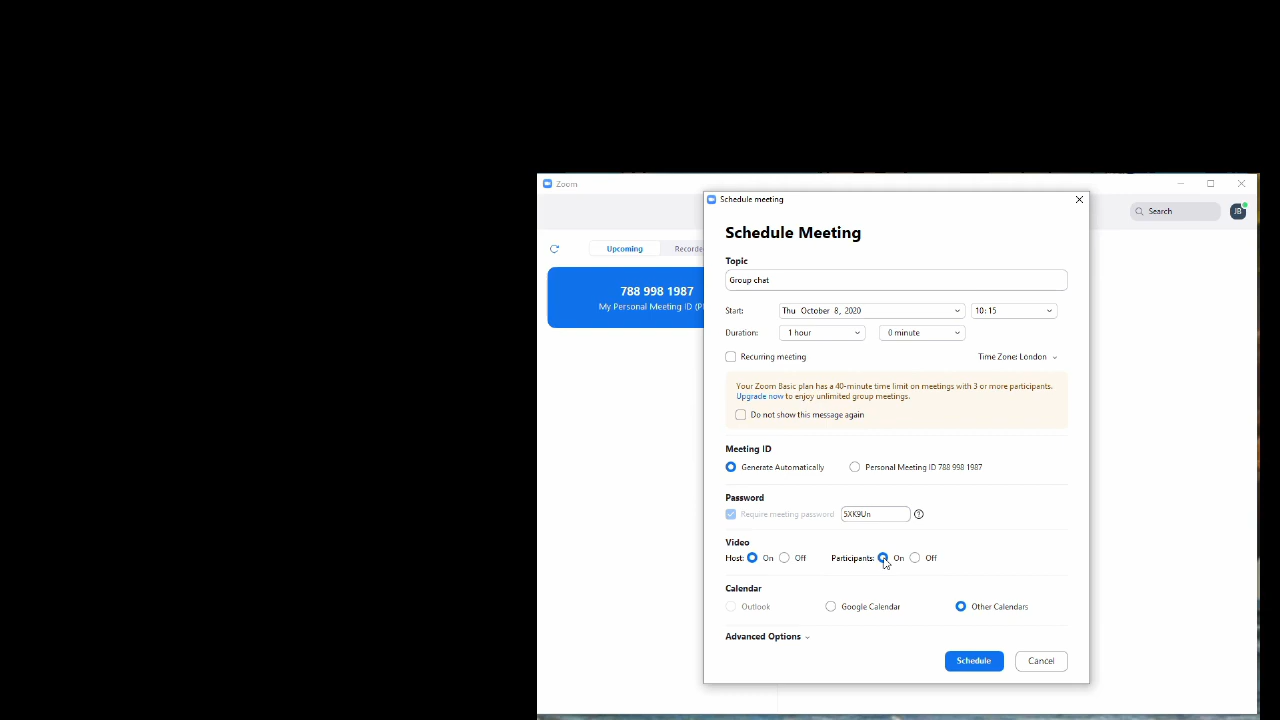 Zoom
Search
JB
Upcoming
Recorde
788 998 1987
My Personal Meeting ID (P
Schedule meeting
Schedule Meeting
Topic
Group chat
Start: Thu October 8, 2020 10:15
Duration: 1 hour 0 minute
Recurring meeting Time Zone: London
Your Zoom Basic plan has a 40-minute time limit on meetings with 3 or more participants.
Upgrade now to enjoy unlimited group meetings.
Do not show this message again
Meeting ID
Generate Automatically Personal Meeting ID 788 998 1987
Password
Require meeting password 5XK9Un
Video
Host: On Off Participants: On Off
Calendar
Outlook Google Calendar Other Calendars
Advanced Options
Schedule Cancel